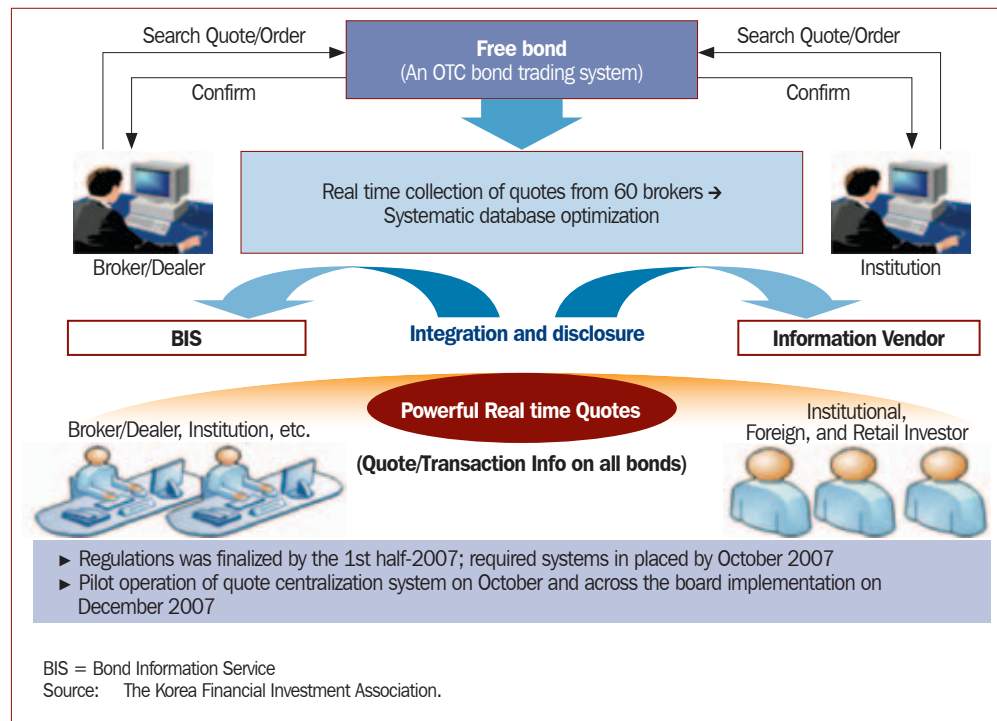 Search Quote/Order
Free bond
(An OTC bond trading system)
Search Quote/Order
Confirm
Confirm
Real time collection of quotes from 60 brokers →
Systematic database optimization
Broker/Dealer
Institution
BIS
Integration and disclosure
Information Vendor
Powerful Real time Quotes
Broker/Dealer, Institution, etc.
Institutional,
Foreign, and Retail Investor
(Quote/Transaction Info on all bonds)
► Regulations was finalized by the 1st half-2007; required systems in placed by October 2007
► Pilot operation of quote centralization system on October and across the board implementation on
December 2007
BIS = Bond Information Service
Source: The Korea Financial Investment Association.